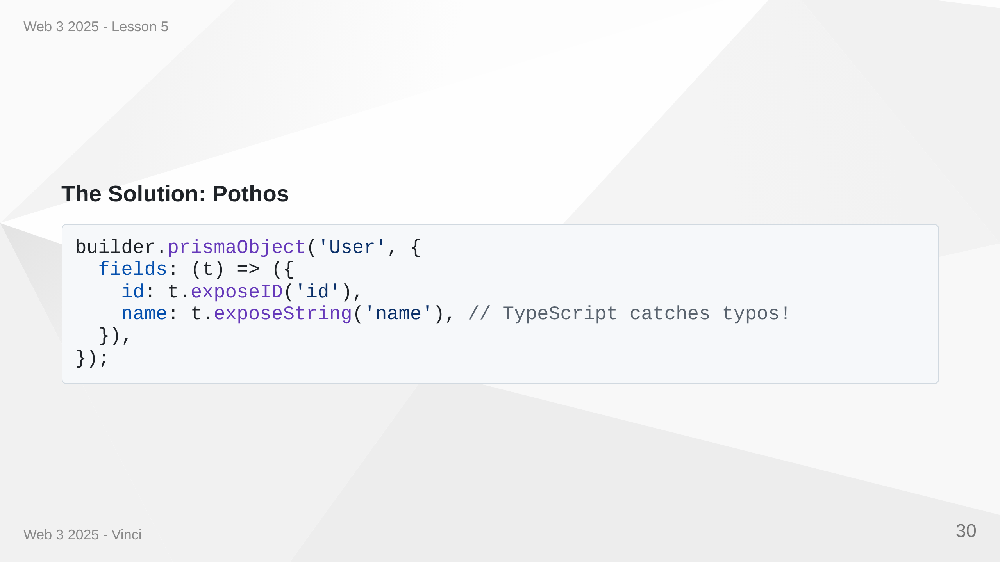 Web 3 2025 - Lesson 5
The Solution: Pothos
builder.prismaObject('User', {
  fields: (t) => ({
    id: t.exposeID('id'),
    name: t.exposeString('name'), // TypeScript catches typos!
  }),
});
Web 3 2025 - Vinci
30